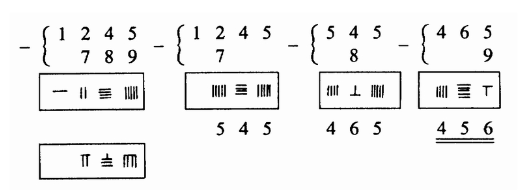 − { 1 2 4 5 − { 1 2 4 5 − { 5 4 5 − { 4 6 5
7 8 9 7 8 9
𝍩 𝍡 𝍬 𝍤 𝍤 𝍬 𝍤 𝍣 𝍮 𝍤 𝍣 𝍭 𝍥
5 4 5 4 6 5 4 5 6
𝍦 𝍰 𝍨